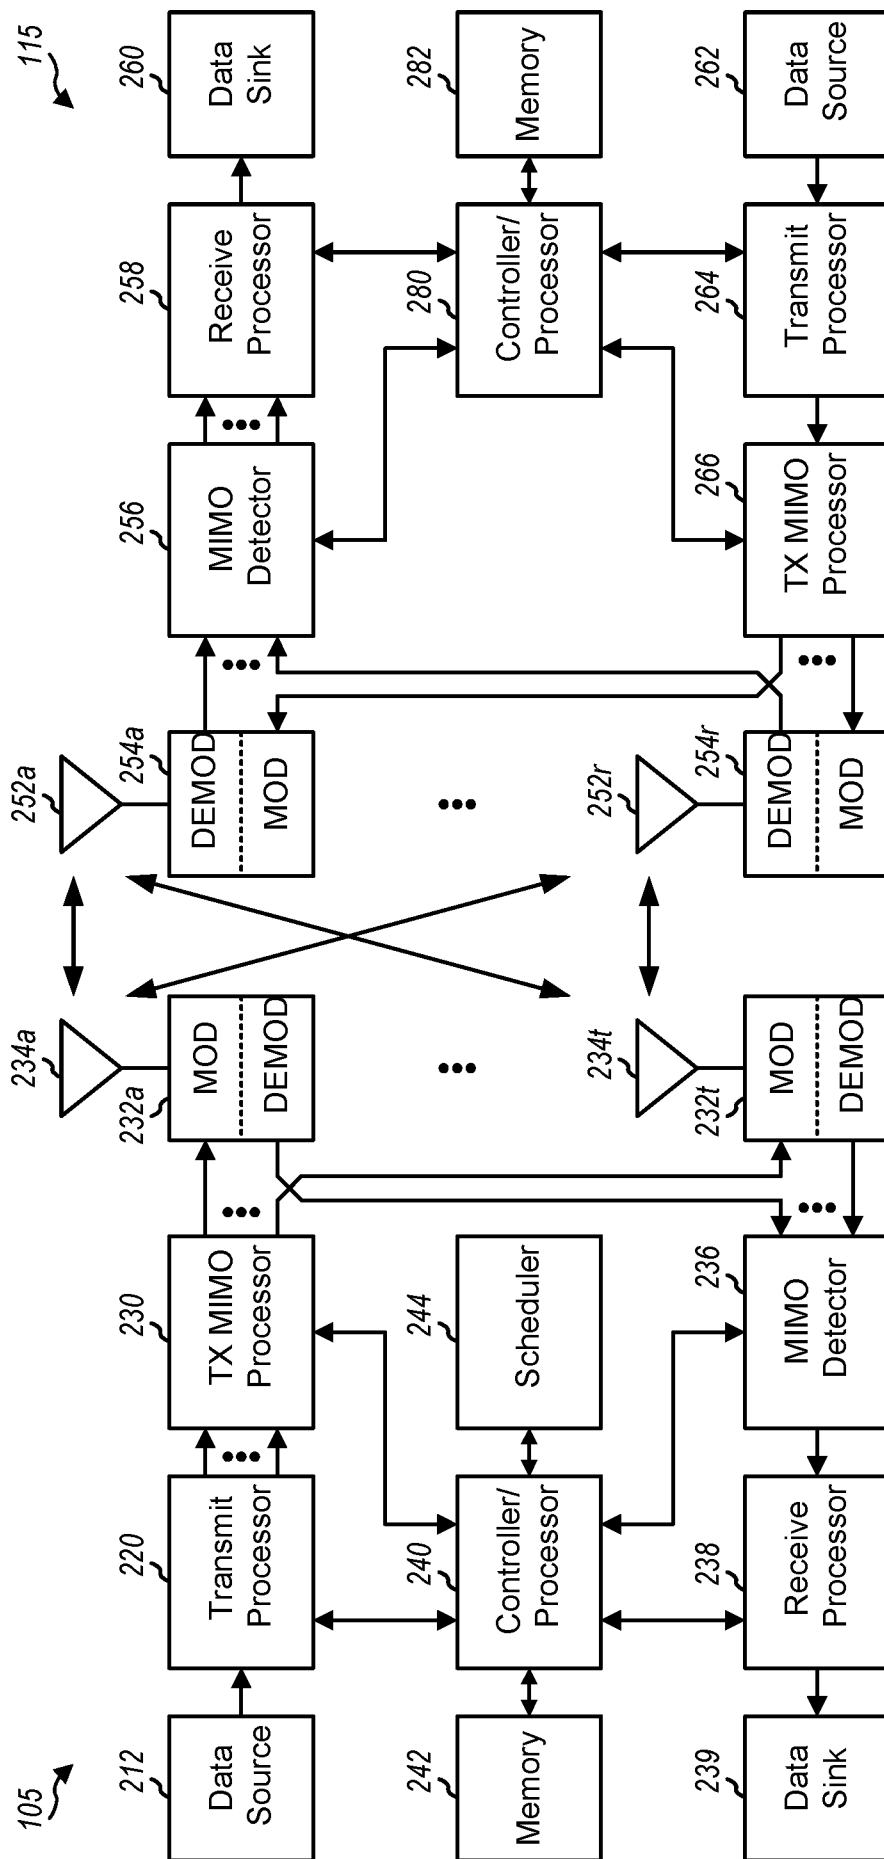 105
115
212
Data
Source
220
Transmit
Processor
230
TX MIMO
Processor
232a
MOD
DEMOD
234a
252a
254a
DEMOD
MOD
256
MIMO
Detector
258
Receive
Processor
260
Data
Sink
242
Memory
240
Controller/
Processor
244
Scheduler
280
Controller/
Processor
282
Memory
239
Data
Sink
238
Receive
Processor
236
MIMO
Detector
232t
MOD
DEMOD
234t
252r
254r
DEMOD
MOD
266
TX MIMO
Processor
264
Transmit
Processor
262
Data
Source